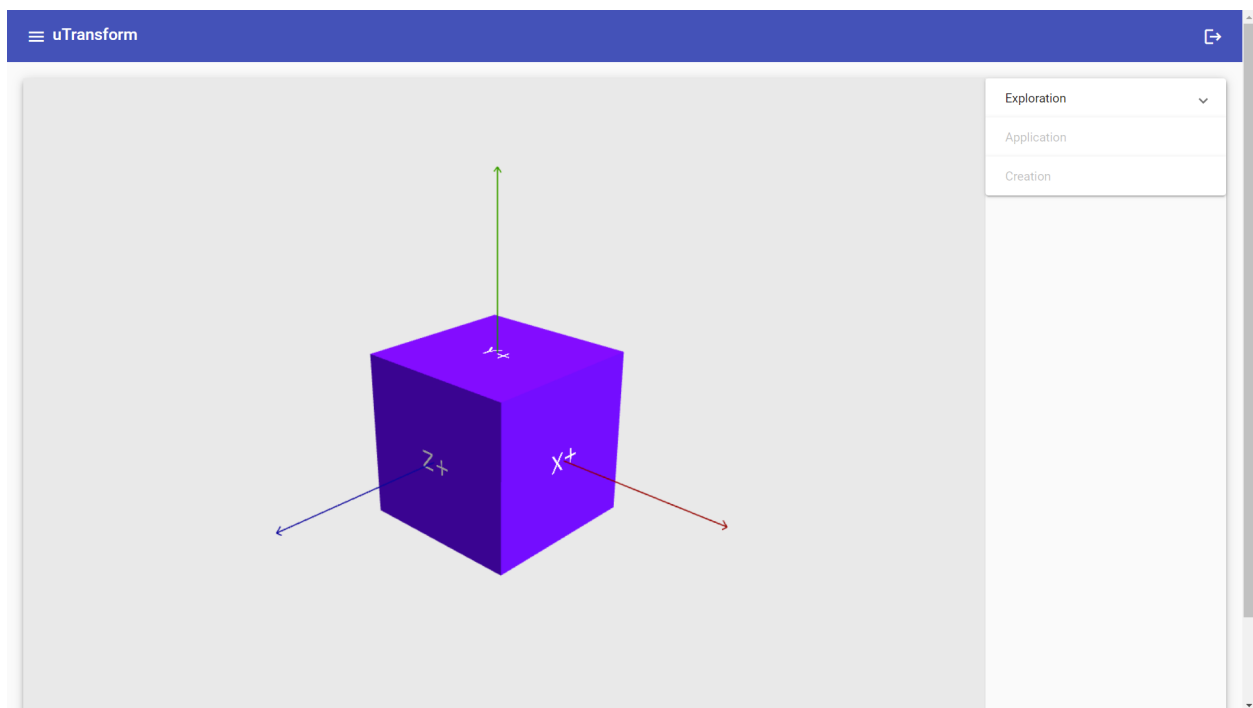 uTransform
Exploration
Application
Creation
Z+
X+